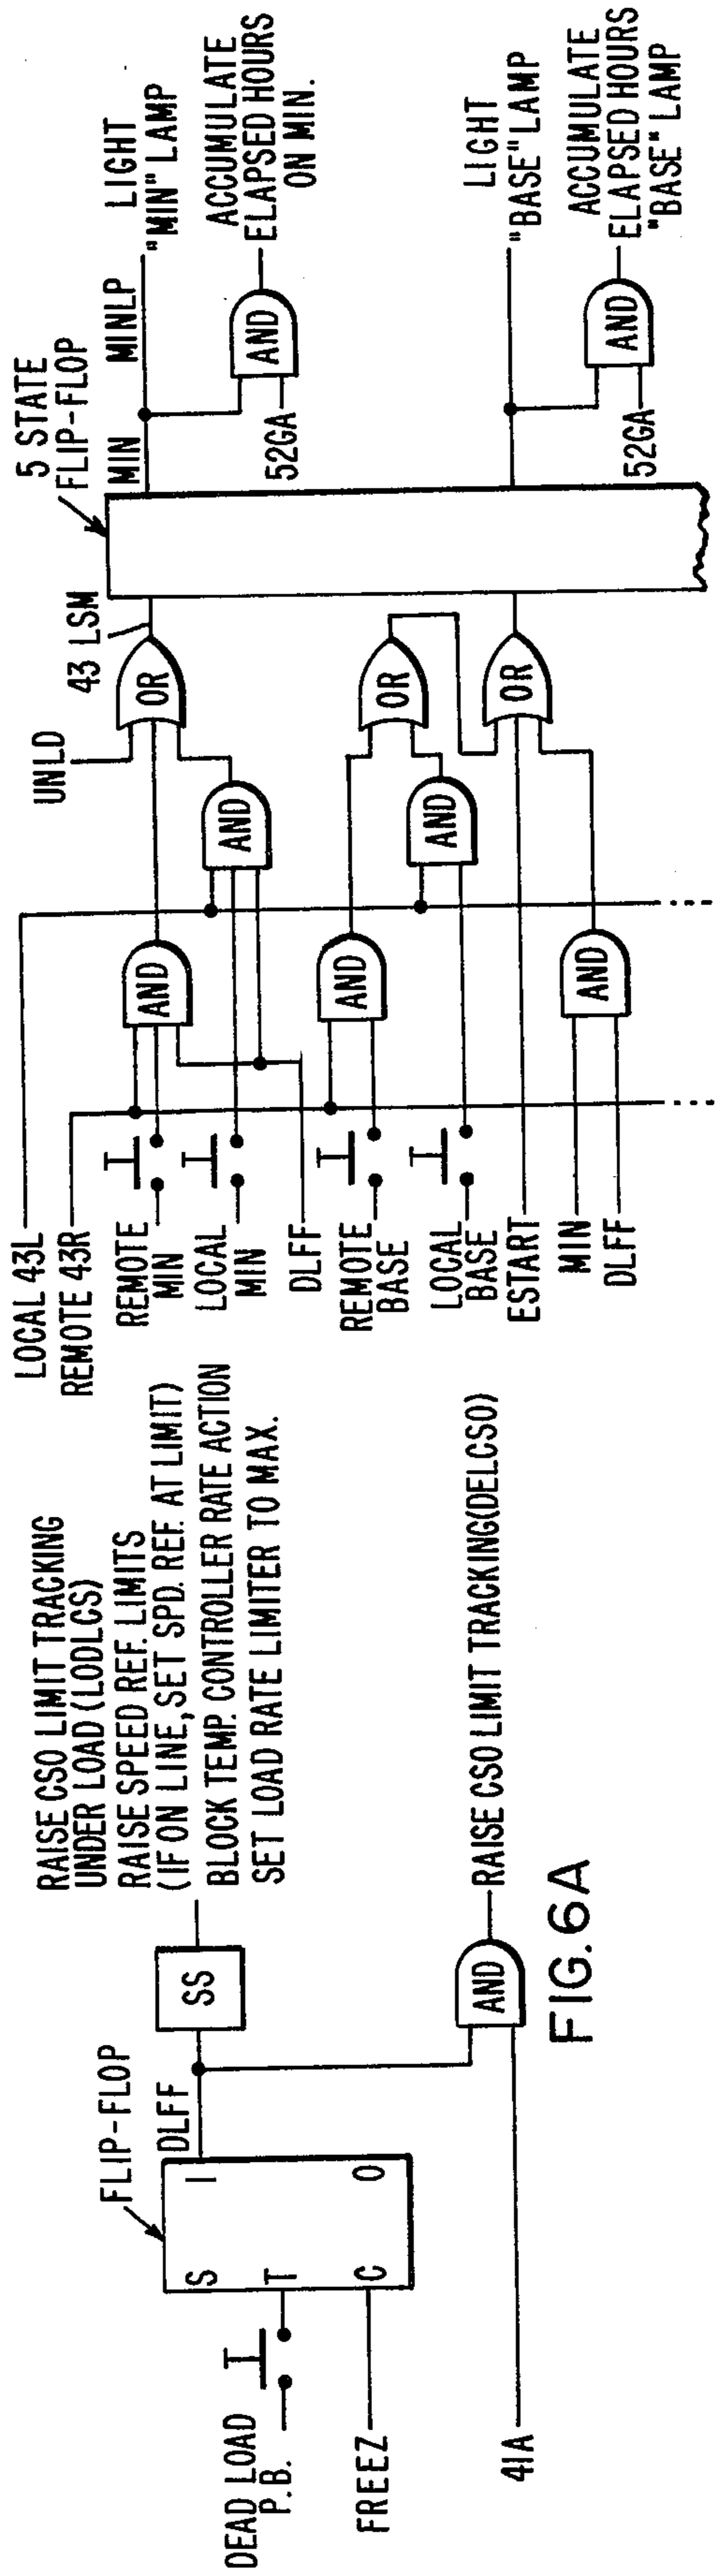 DEAD LOAD
P.B.
FREEZ
41A
FLIP-FLOP
S
T
C
1
0
DLFF
SS
AND
RAISE CSO LIMIT TRACKING
UNDER LOAD (LODLCS)
RAISE SPEED REF. LIMITS
(IF ON LINE, SET SPD. REF. AT LIMIT)
BLOCK TEMP. CONTROLLER RATE ACTION
SET LOAD RATE LIMITER TO MAX.
RAISE CSO LIMIT TRACKING (DELCSO)
FIG. 6A
LOCAL 43L
REMOTE 43R
REMOTE
MIN
LOCAL
MIN
DLFF
REMOTE
BASE
LOCAL
BASE
ESTART
MIN
DLFF
AND
AND
AND
AND
AND
UNLD
OR
OR
OR
43 LSM
5 STATE
FLIP-FLOP
MIN
MINLP
LIGHT
"MIN" LAMP
52GA
AND
ACCUMULATE
ELAPSED HOURS
ON MIN.
LIGHT
"BASE" LAMP
52GA
AND
ACCUMULATE
ELAPSED HOURS
"BASE" LAMP